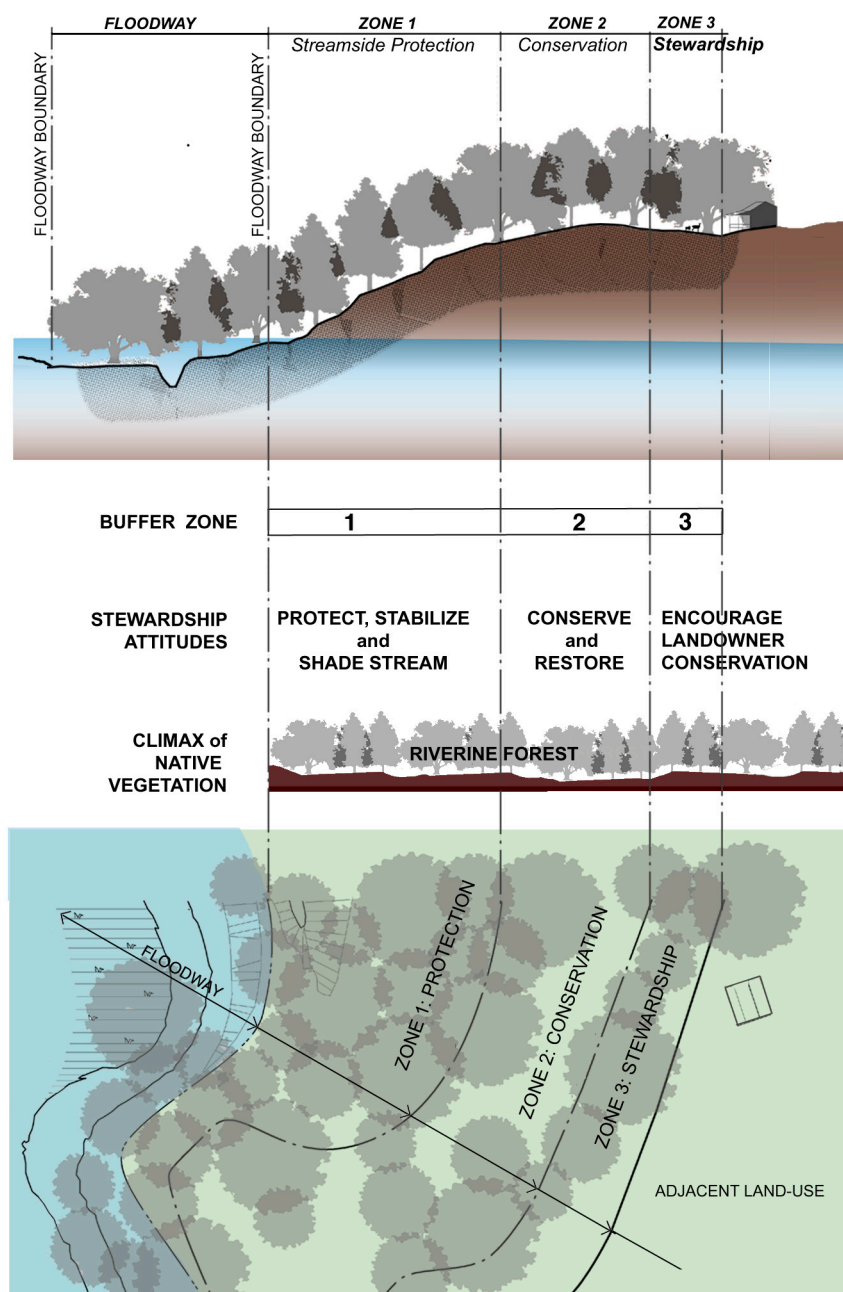 FLOODWAY
ZONE 1
ZONE 2
ZONE 3
Streamside Protection
Conservation
Stewardship
FLOODWAY BOUNDARY
FLOODWAY BOUNDARY
BUFFER ZONE
1
2
3
STEWARDSHIP
ATTITUDES
PROTECT, STABILIZE
and
SHADE STREAM
CONSERVE
and
RESTORE
ENCOURAGE
LANDOWNER
CONSERVATION
CLIMAX of
NATIVE
VEGETATION
RIVERINE FOREST
FLOODWAY
ZONE 1: PROTECTION
ZONE 2: CONSERVATION
ZONE 3: STEWARDSHIP
ADJACENT LAND-USE